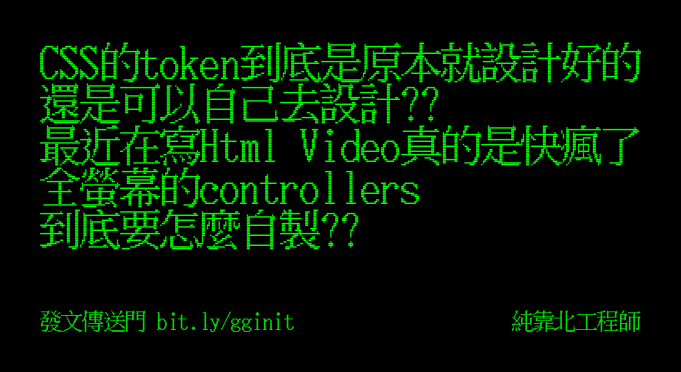 CSS的token到底是原本就設計好的
還是可以自己去設計??
最近在寫Html Video真的是快瘋了
全螢幕的controllers
到底要怎麼自製??
發文傳送門 bit.ly/gginit
純靠北工程師